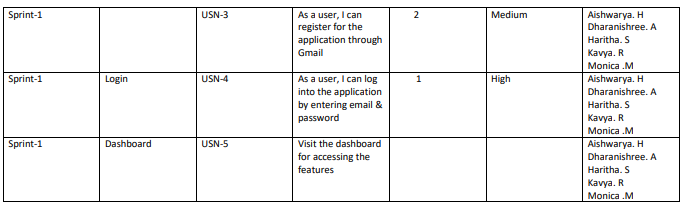 Sprint-1 USN-3 As a user, I can 2 Medium Aishwarya. H
register for the Dharanishree. A
application through Haritha. S
Gmail Kavya. R
Monica .M
Sprint-1 Login USN-4 As a user, I can log 1 High Aishwarya. H
into the application Dharanishree. A
by entering email & Haritha. S
password Kavya. R
Monica .M
Sprint-1 Dashboard USN-5 Visit the dashboard Aishwarya. H
for accessing the Dharanishree. A
features Haritha. S
Kavya. R
Monica .M